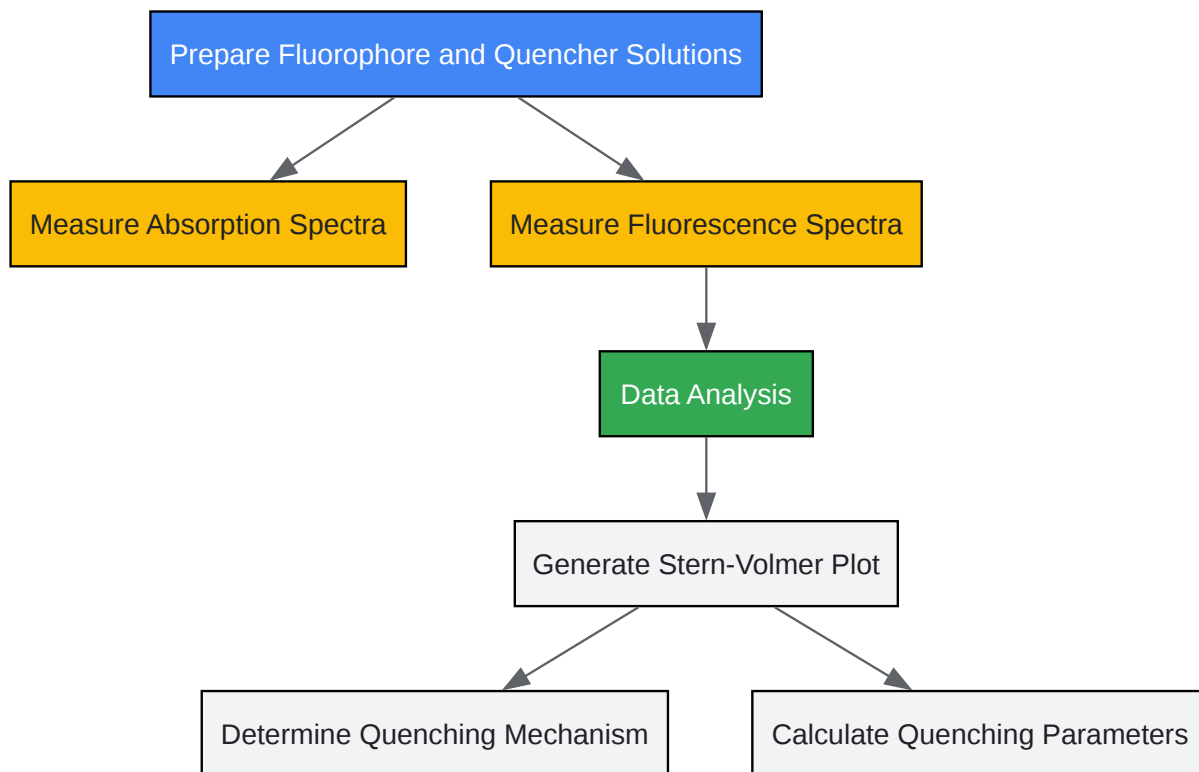 Prepare Fluorophore and Quencher Solutions
Measure Absorption Spectra
Measure Fluorescence Spectra
Data Analysis
Generate Stern-Volmer Plot
Determine Quenching Mechanism
Calculate Quenching Parameters